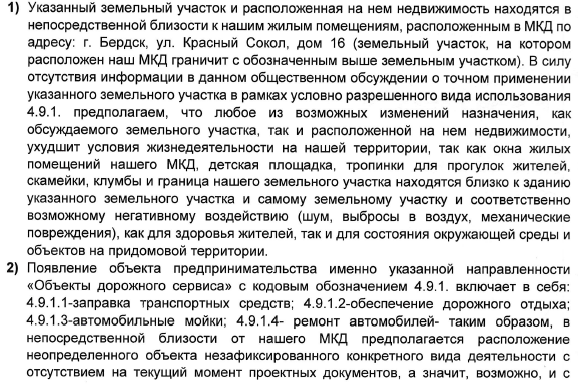 1) Указанный земельный участок и расположенная на нем недвижимость находятся в
непосредственной близости к нашим жилым помещениям, расположенным в МКД по
адресу: г. Бердск, ул. Красный Сокол, дом 16 (земельный участок, на котором
расположен наш МКД граничит с обозначенным выше земельным участком). В силу
отсутствия информации в данном общественном обсуждении о точном применении
указанного земельного участка в рамках условно разрешенного вида использования
4.9.1. предполагаем, что любое из возможных изменений назначения, как
обсуждаемого земельного участка, так и расположенной на нем недвижимости,
ухудшит условия жизнедеятельности на нашей территории, так как окна жилых
помещений нашего МКД, детская площадка, тропинки для прогулок жителей,
скамейки, клумбы и граница нашего земельного участка находятся близко к зданию
указанного земельного участка и самому земельному участку и соответственно
возможному негативному воздействию (шум, выбросы в воздух, механические
повреждения), как для здоровья жителей, так и для состояния окружающей среды и
объектов на придомовой территории.
2) Появление объекта предпринимательства именно указанной направленности
«Объекты дорожного сервиса» с кодовым обозначением 4.9.1. включает в себя:
4.9.1.1-заправка транспортных средств; 4.9.1.2-обеспечение дорожного отдыха;
4.9.1.3-автомобильные мойки; 4.9.1.4- ремонт автомобилей- таким образом, в
непосредственной близости от нашего МКД предполагается расположение
неопределенного объекта незафиксированного конкретного вида деятельности с
отсутствием на текущий момент проектных документов, а значит, возможно, и с